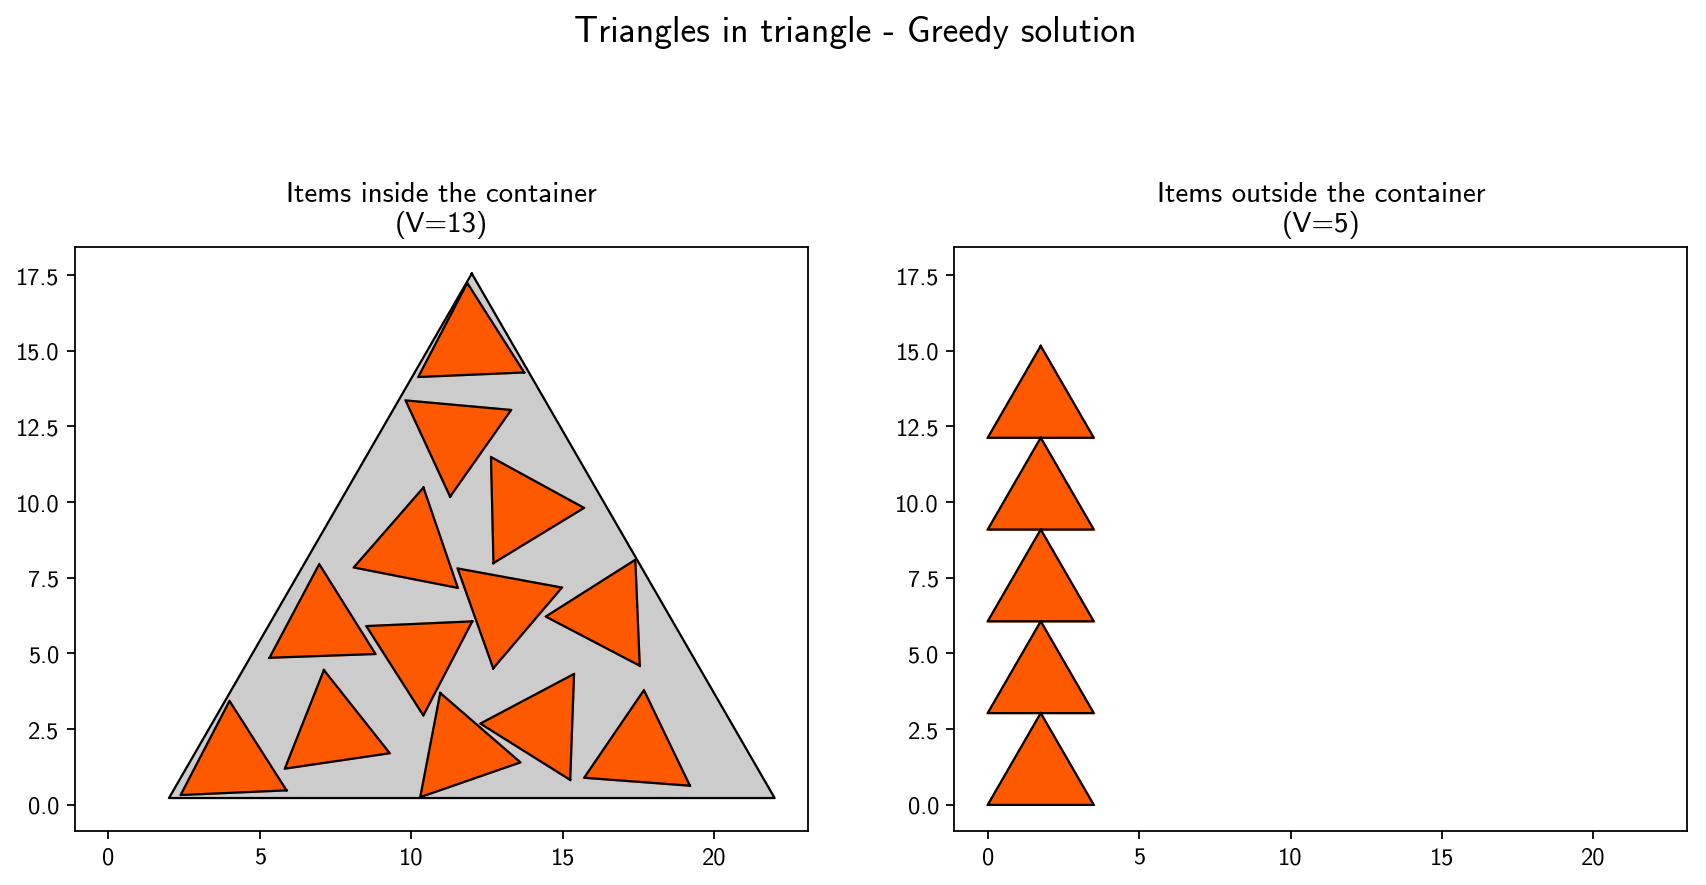 Triangles in triangle - Greedy solution
Items inside the container
(V=13)
17.5
15.0
12.5
10.0
7.5
5.0
2.5
0.0
0 5 10 15 20
Items outside the container
(V=5)
17.5
15.0
12.5
10.0
7.5
5.0
2.5
0.0
0 5 10 15 20